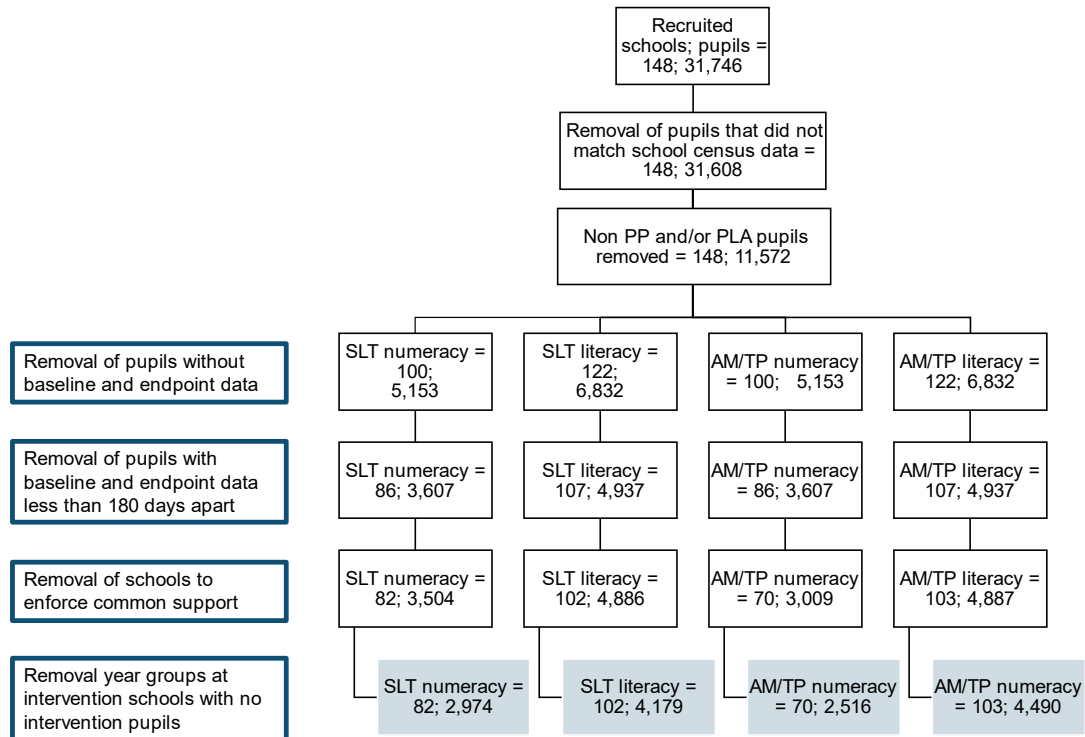 Recruited
schools; pupils =
148; 31,746
Removal of pupils that did not
match school census data =
148; 31,608
Non PP and/or PLA pupils
removed = 148; 11,572
Removal of pupils without
baseline and endpoint data
SLT numeracy =
100;
5,153
SLT literacy =
122;
6,832
AM/TP numeracy
= 100; 5,153
AM/TP literacy =
122; 6,832
Removal of pupils with
baseline and endpoint data
less than 180 days apart
SLT numeracy =
86; 3,607
SLT literacy =
107; 4,937
AM/TP numeracy
= 86; 3,607
AM/TP literacy =
107; 4,937
Removal of schools to
enforce common support
SLT numeracy =
82; 3,504
SLT literacy =
102; 4,886
AM/TP numeracy
= 70; 3,009
AM/TP literacy =
103; 4,887
Removal year groups at
intervention schools with no
intervention pupils
SLT numeracy =
82; 2,974
SLT literacy =
102; 4,179
AM/TP numeracy
= 70; 2,516
AM/TP numeracy
= 103; 4,490